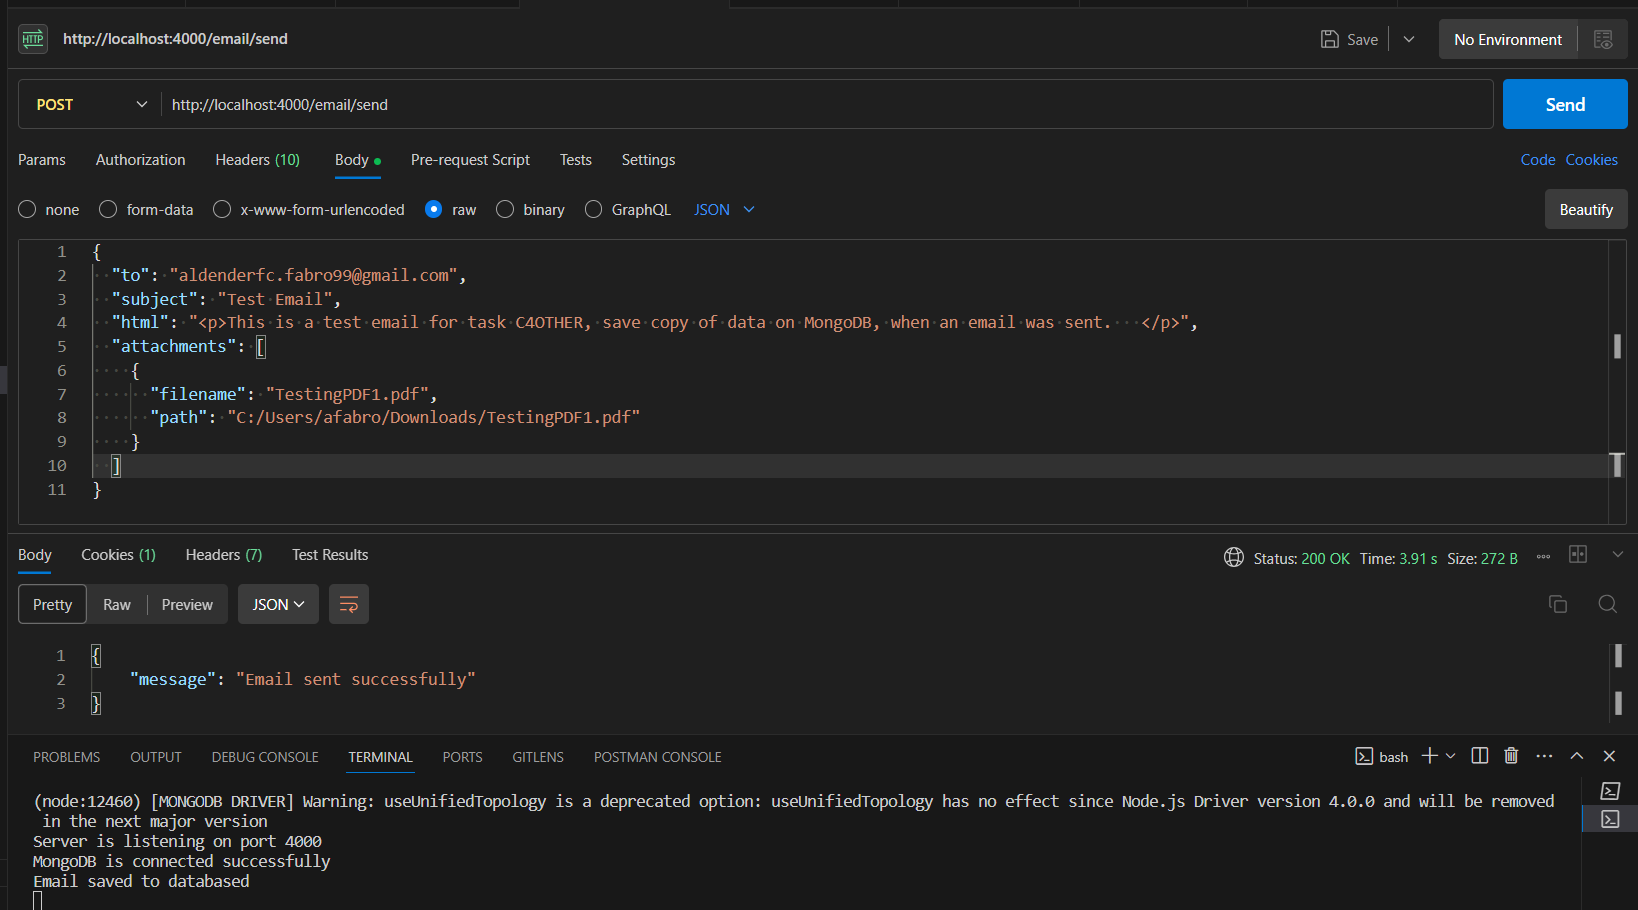 HTTP http://localhost:4000/email/send Save No Environment
POST http://localhost:4000/email/send Send
Params Authorization Headers (10) Body Pre-request Script Tests Settings Code Cookies
none form-data x-www-form-urlencoded raw binary GraphQL JSON Beautify
1 {
2 "to": "aldenderfc.fabro99@gmail.com",
3 "subject": "Test Email",
4 "html": "<p>This is a test email for task C4OTHER, save copy of data on MongoDB, when an email was sent.   </p>",
5 "attachments": [
6 {
7 "filename": "TestingPDF1.pdf",
8 "path": "C:/Users/afabro/Downloads/TestingPDF1.pdf"
9 }
10 ]
11 }
Body Cookies (1) Headers (7) Test Results Status: 200 OK Time: 3.91 s Size: 272 B
Pretty Raw Preview JSON
1 {
2 "message": "Email sent successfully"
3 }
PROBLEMS OUTPUT DEBUG CONSOLE TERMINAL PORTS GITLENS POSTMAN CONSOLE bash
(node:12460) [MONGODB DRIVER] Warning: useUnifiedTopology is a deprecated option: useUnifiedTopology has no effect since Node.js Driver version 4.0.0 and will be removed
in the next major version
Server is listening on port 4000
MongoDB is connected successfully
Email saved to databased